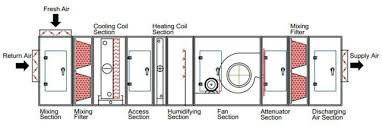 Fresh Air
Cooling Coil
Section
Heating Coil
Section
Mixing
Filter
Return Air
Supply Air
Mixing
Section
Mixing
Filter
Access
Section
Humidifying
Section
Fan
Section
Attenuator
Section
Discharging
Air Section